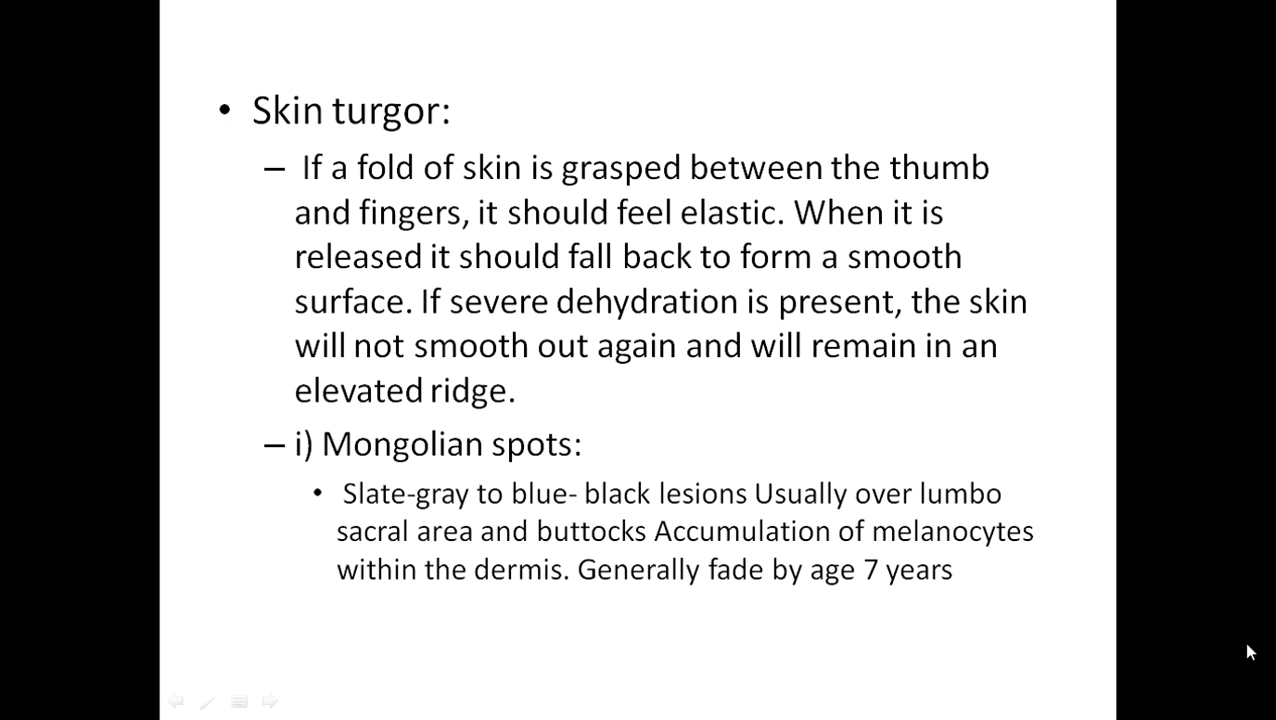 • Skin turgor:
– If a fold of skin is grasped between the thumb
and fingers, it should feel elastic. When it is
released it should fall back to form a smooth
surface. If severe dehydration is present, the skin
will not smooth out again and will remain in an
elevated ridge.
– i) Mongolian spots:
• Slate-gray to blue- black lesions Usually over lumbo
sacral area and buttocks Accumulation of melanocytes
within the dermis. Generally fade by age 7 years